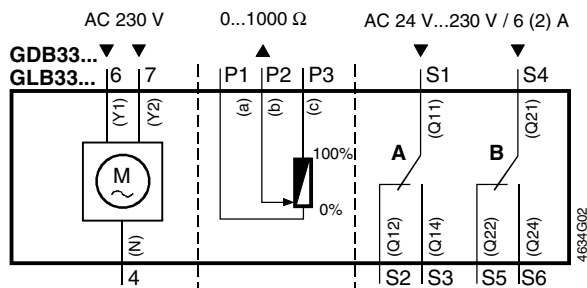 AC 230 V 0...1000 Ω AC 24 V...230 V / 6 (2) A
GDB33...
GLB33... 6 7 P1 P2 P3 S1 S4
(Y1) (Y2) (a) (b) (c) (Q11) (Q21)
100% A B
M
0%
(N) (Q12) (Q14) (Q22) (Q24)
4 S2 S3 S5 S6
4634G02